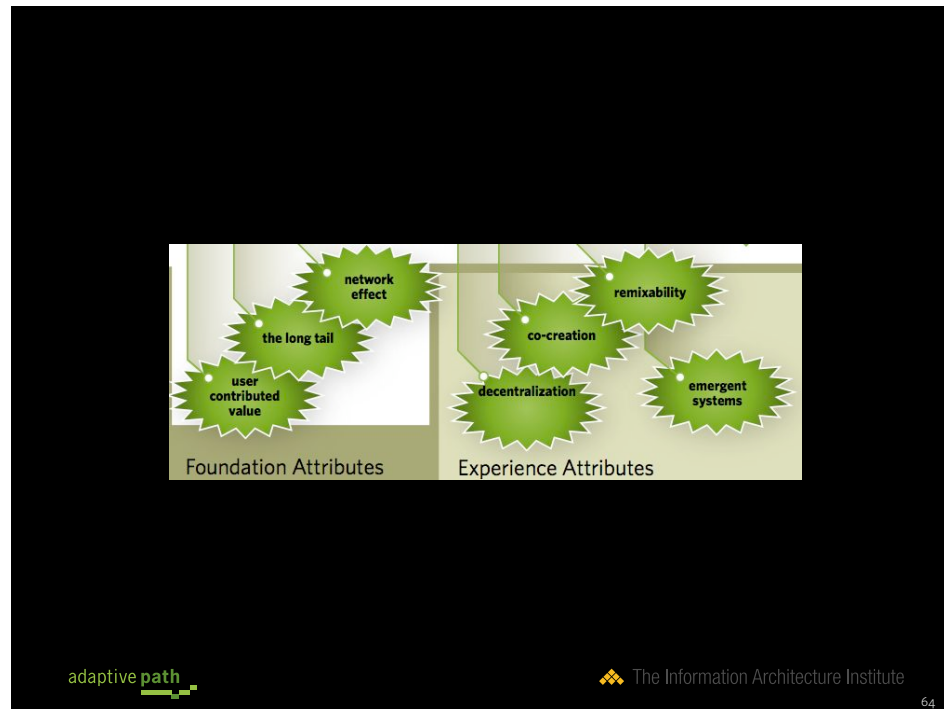 network
effect
the long tail
user
contributed
value
remixability
co-creation
decentralization
emergent
systems
Foundation Attributes
Experience Attributes
adaptive path
The Information Architecture Institute
64